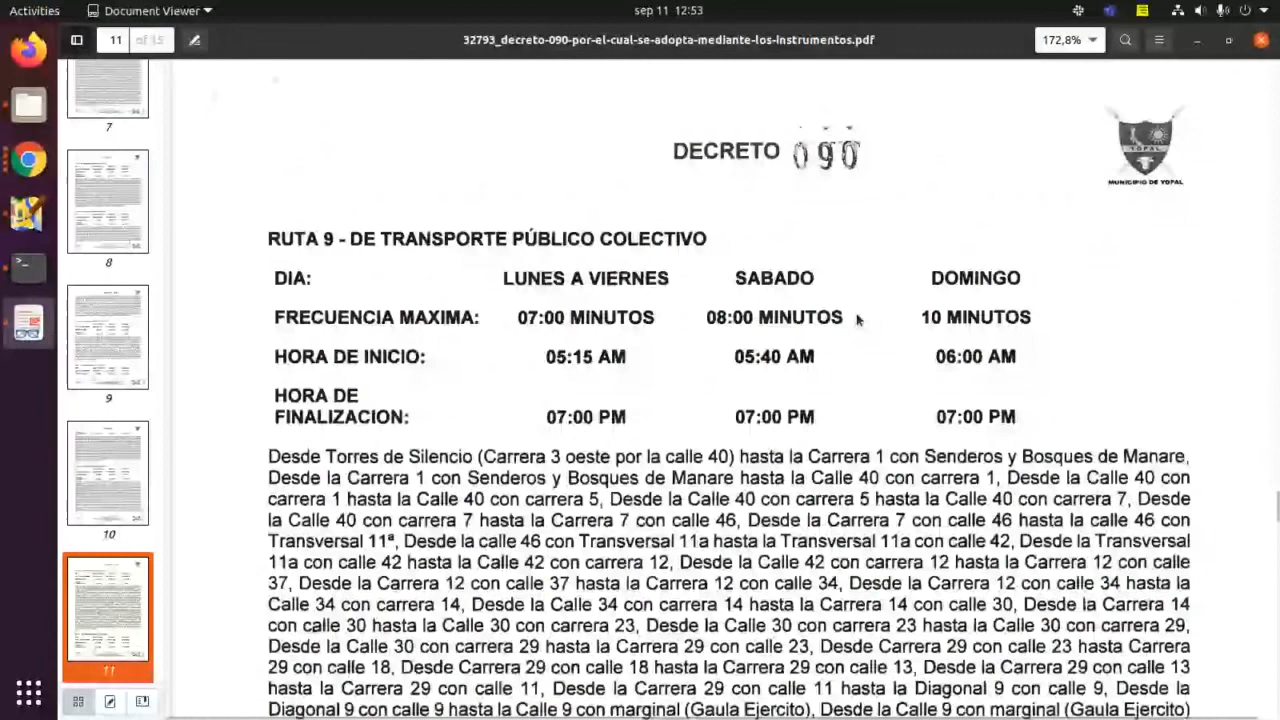 Activities
Document Viewer
sep 11 12:53
11
of 15
32793_decreto-090-por-el-cual-se-adopta-mediante-los-instrumentos.pdf
172,8%
7
8
9
10
11
DECRETO 090
YOPAL
MUNICIPIO DE YOPAL
RUTA 9 - DE TRANSPORTE PÚBLICO COLECTIVO
DIA: LUNES A VIERNES SABADO DOMINGO
FRECUENCIA MAXIMA: 07:00 MINUTOS 08:00 MINUTOS 10 MINUTOS
HORA DE INICIO: 05:15 AM 05:40 AM 06:00 AM
HORA DE
FINALIZACION: 07:00 PM 07:00 PM 07:00 PM
Desde Torres de Silencio (Carrera 3 oeste por la calle 40) hasta la Carrera 1 con Senderos y Bosques de Manare,
Desde la Carrera 1 con Senderos y Bosques de Manare hasta la Calle 40 con carrera 1, Desde la Calle 40 con
carrera 1 hasta la Calle 40 con carrera 5, Desde la Calle 40 con carrera 5 hasta la Calle 40 con carrera 7, Desde
la Calle 40 con carrera 7 hasta la Carrera 7 con calle 46, Desde la Carrera 7 con calle 46 hasta la calle 46 con
Transversal 11ª, Desde la calle 46 con Transversal 11a hasta la Transversal 11a con calle 42, Desde la Transversal
11a con calle 42 hasta la Calle 42 con carrera 12, Desde la Calle 42 con carrera 12 hasta la Carrera 12 con calle
37, Desde la Carrera 12 con calle 37 hasta la Carrera 12 con calle 34, Desde la Carrera 12 con calle 34 hasta la
Calle 34 con carrera 14, Desde la Calle 34 con carrera 14 hasta la Carrera 14 con calle 30, Desde la Carrera 14
con calle 30 hasta la Calle 30 con carrera 23, Desde la Calle 30 con carrera 23 hasta la Calle 30 con carrera 29,
Desde la Calle 30 con carrera 29 hasta la Carrera 29 con calle 23, Desde la Carrera 29 con calle 23 hasta Carrera
29 con calle 18, Desde Carrera 29 con calle 18 hasta la Carrera 29 con calle 13, Desde la Carrera 29 con calle 13
hasta la Carrera 29 con calle 11, Desde la Carrera 29 con calle 11 hasta la Diagonal 9 con calle 9, Desde la
Diagonal 9 con calle 9 hasta la Calle 9 con marginal (Gaula Ejercito), Desde la Calle 9 con marginal (Gaula Ejercito)